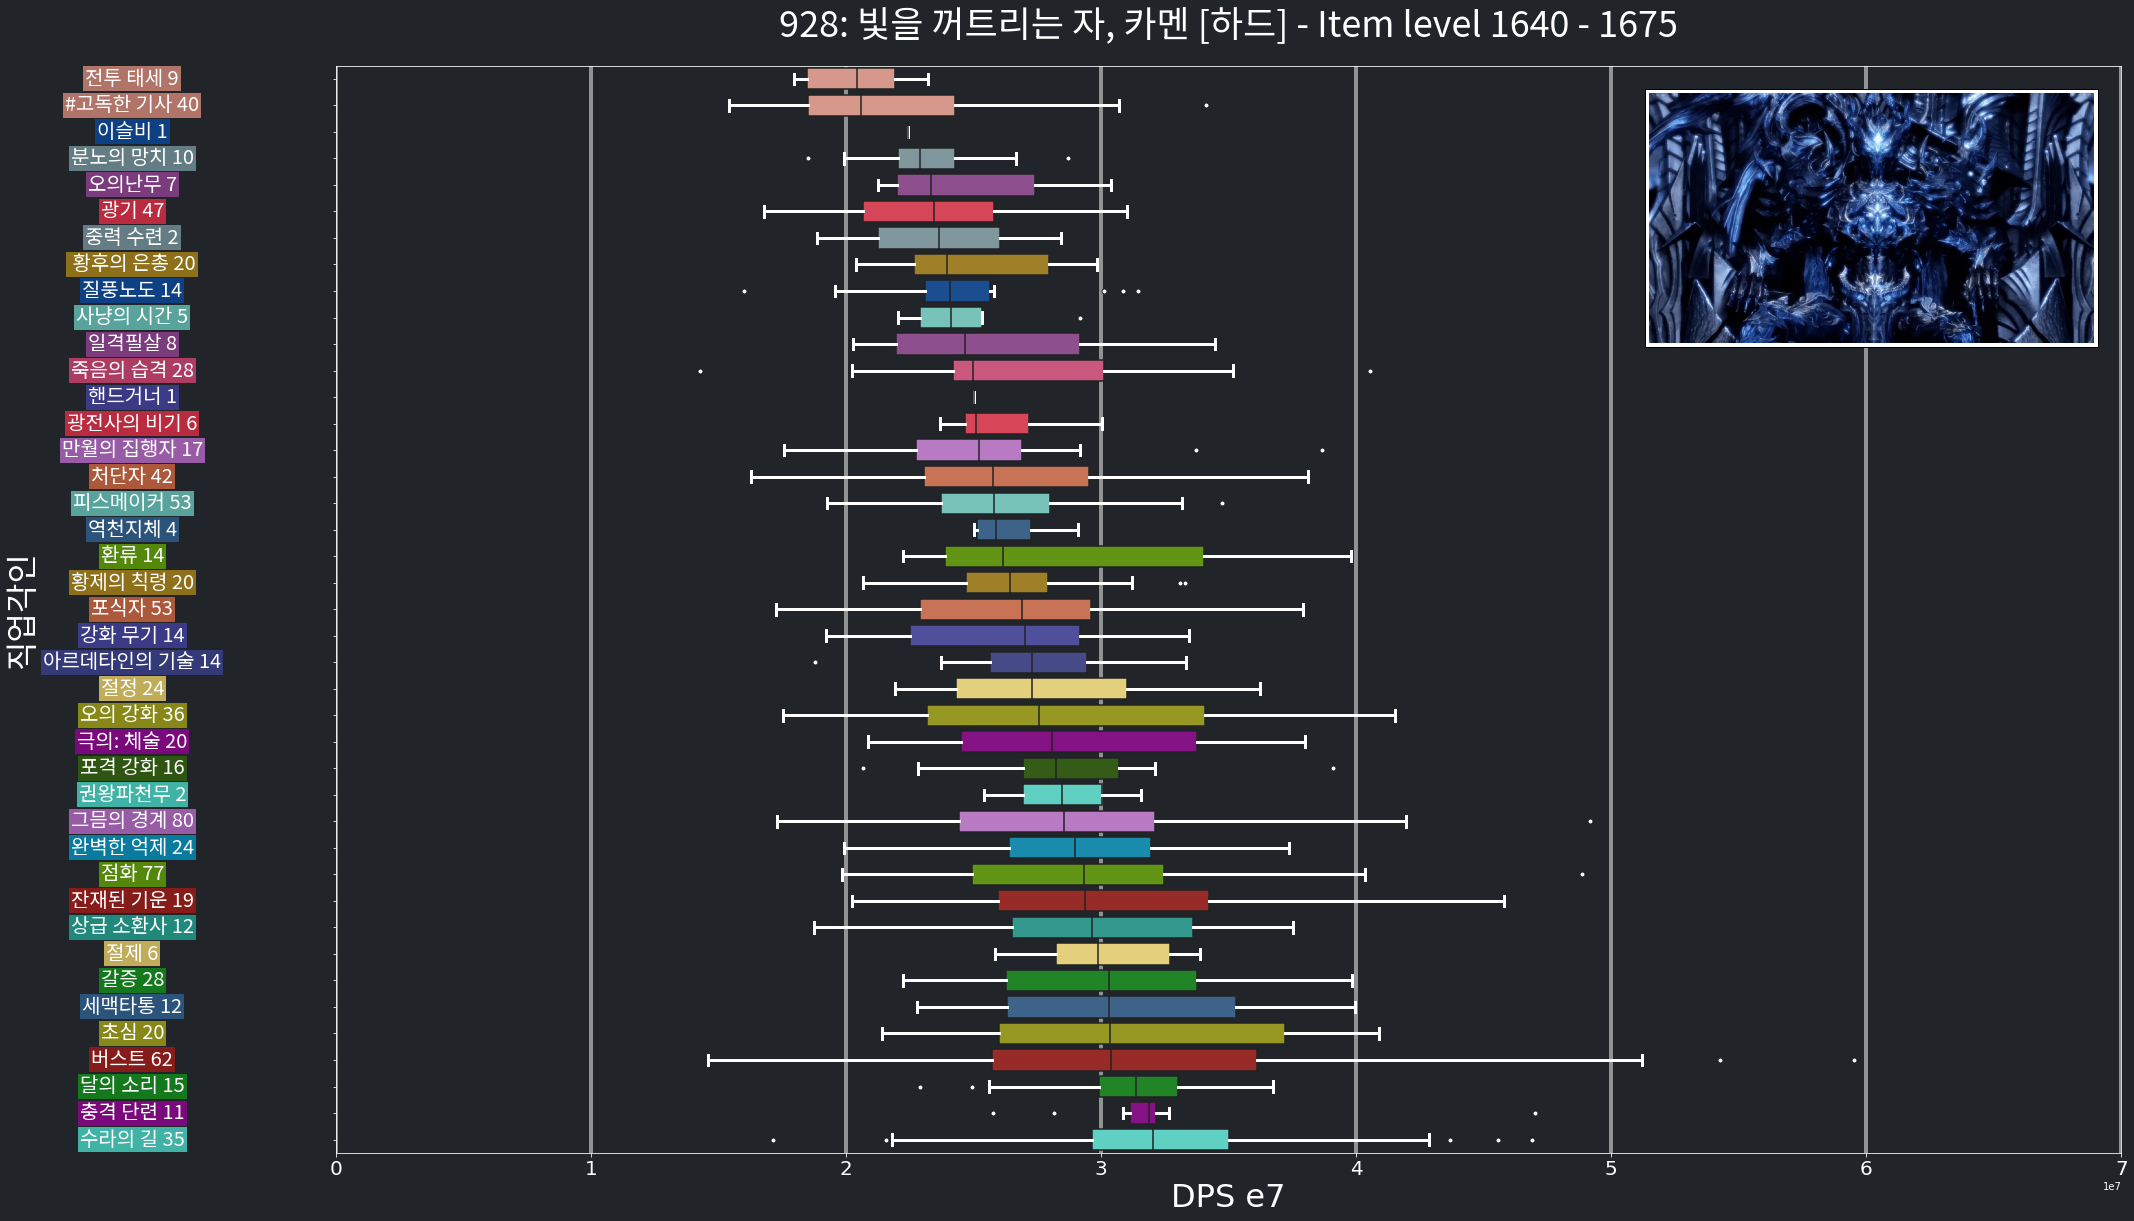 928: 빛을 꺼트리는 자, 카멘 [하드] - Item level 1640 - 1675
직업각인
전투 태세 9
#고독한 기사 40
이슬비 1
분노의 망치 10
오의난무 7
광기 47
중력 수련 2
황후의 은총 20
질풍노도 14
사냥의 시간 5
일격필살 8
죽음의 습격 28
핸드거너 1
광전사의 비기 6
만월의 집행자 17
처단자 42
피스메이커 53
역천지체 4
환류 14
황제의 칙령 20
포식자 53
강화 무기 14
아르데타인의 기술 14
절정 24
오의 강화 36
극의: 체술 20
포격 강화 16
권왕파천무 2
그믐의 경계 80
완벽한 억제 24
점화 77
잔재된 기운 19
상급 소환사 12
절제 6
갈증 28
세맥타통 12
초심 20
버스트 62
달의 소리 15
충격 단련 11
수라의 길 35
0 1 2 3 4 5 6 7
DPS e7
1e7